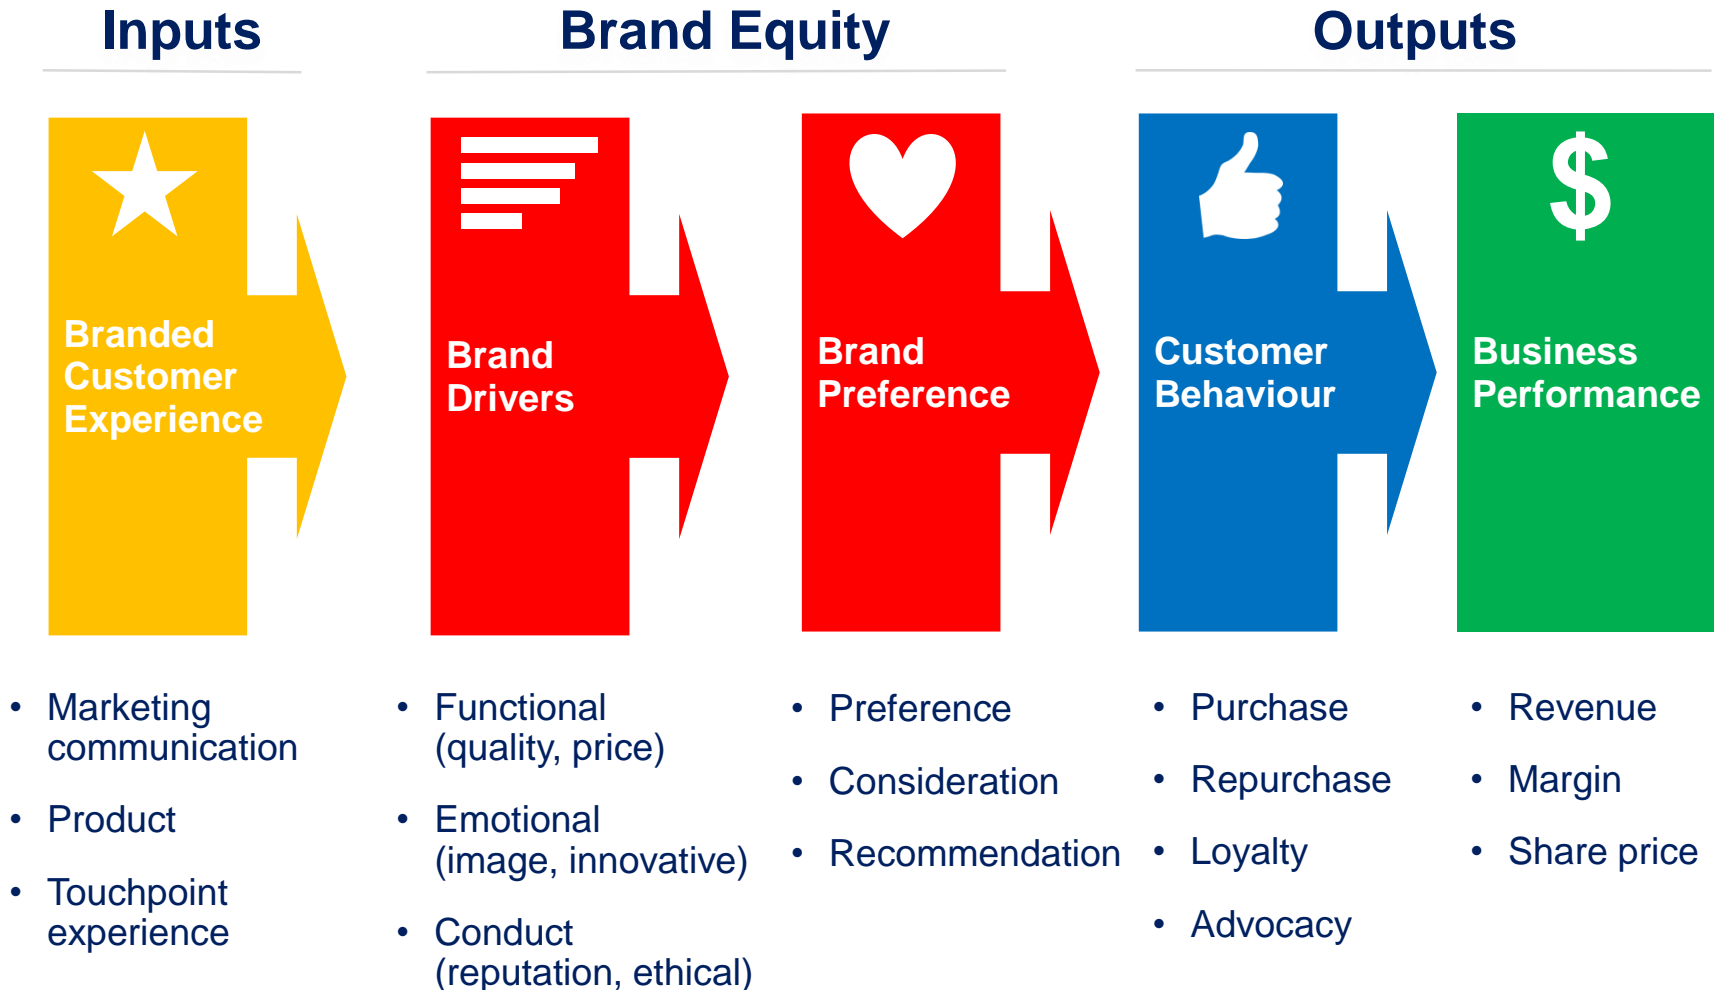 Inputs
Brand Equity
Outputs
Branded
Customer
Experience
Brand
Drivers
Brand
Preference
Customer
Behaviour
$
Business
Performance
• Marketing
communication
• Product
• Touchpoint
experience
• Functional
(quality, price)
• Emotional
(image, innovative)
• Conduct
(reputation, ethical)
• Preference
• Consideration
• Recommendation
• Purchase
• Repurchase
• Loyalty
• Advocacy
• Revenue
• Margin
• Share price